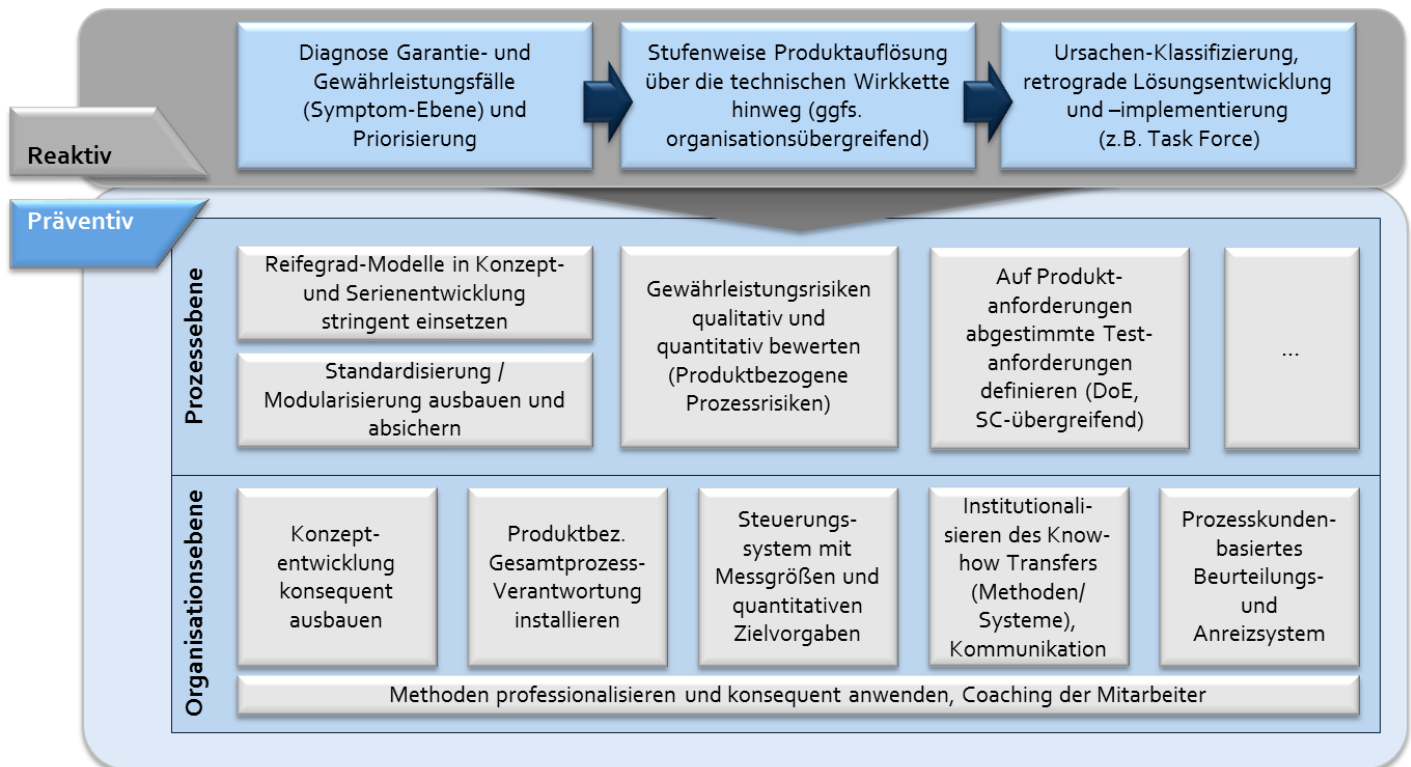 Diagnose Garantie- und
Gewährleistungsfälle
(Symptom-Ebene) und
Priorisierung
Stufenweise Produktauflösung
über die technischen Wirkkette
hinweg (ggfs.
organisationsübergreifend)
Ursachen-Klassifizierung,
retrograde Lösungsentwicklung
und –implementierung
(z.B. Task Force)
Reaktiv
Präventiv
Prozessebene
Reifegrad-Modelle in Konzept-
und Serienentwicklung
stringent einsetzen
Standardisierung /
Modularisierung ausbauen und
absichern
Gewährleistungsrisiken
qualitativ und
quantitativ bewerten
(Produktbezogene
Prozessrisiken)
Auf Produkt-
anforderungen
abgestimmte Test-
anforderungen
definieren (DoE,
SC-übergreifend)
...
Organisationsebene
Konzept-
entwicklung
konsequent
ausbauen
Produktbez.
Gesamtprozess-
Verantwortung
installieren
Steuerungs-
system mit
Messgrößen und
quantitativen
Zielvorgaben
Institutionali-
sieren des Know-
how Transfers
(Methoden/
Systeme),
Kommunikation
Prozesskunden-
basiertes
Beurteilungs-
und
Anreizsystem
Methoden professionalisieren und konsequent anwenden, Coaching der Mitarbeiter